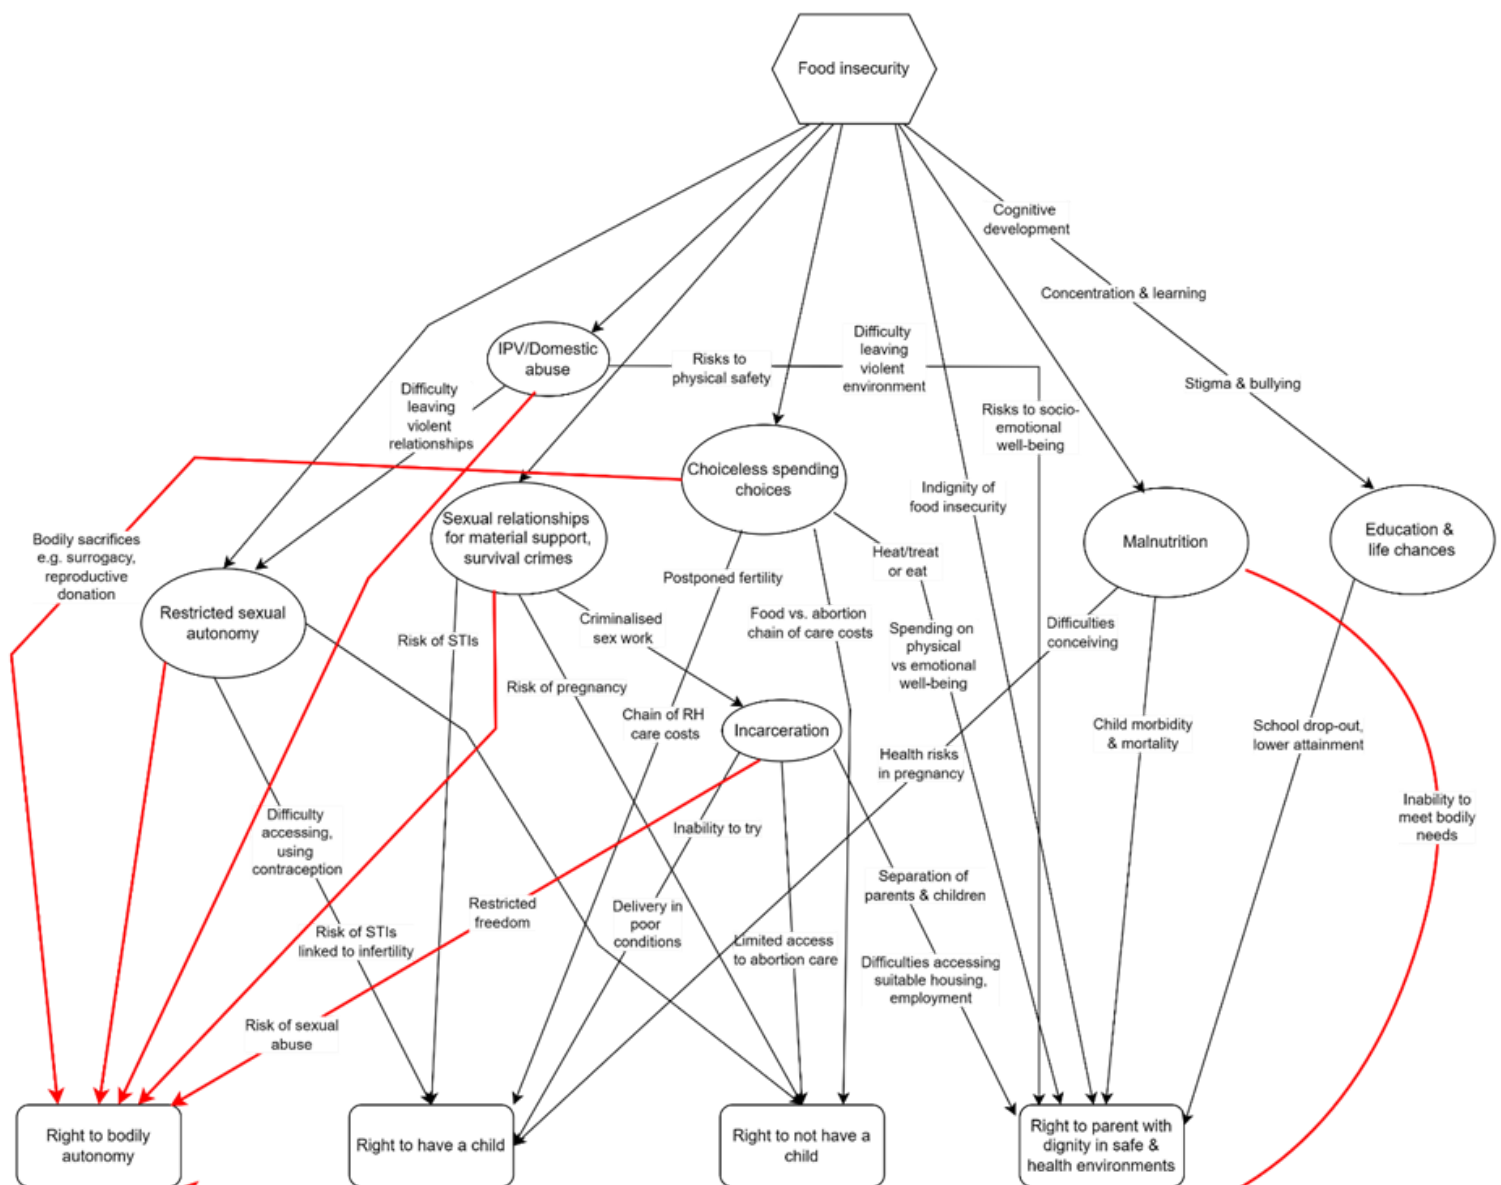 Food insecurity
Cognitive
development
Concentration & learning
IPV/Domestic
abuse
Risks to
physical safety
Difficulty
leaving
violent
environment
Stigma & bullying
Difficulty
leaving
violent
relationships
Risks to socio-
emotional
well-being
Choiceless spending
choices
Indignity of
food insecurity
Sexual relationships
for material support,
survival crimes
Malnutrition
Education &
life chances
Bodily sacrifices
e.g. surrogacy,
reproductive
donation
Heat/treat
or eat
Postponed fertility
Restricted sexual
autonomy
Risk of STIs
Criminalised
sex work
Food vs. abortion
chain of care costs
Spending on
physical
vs emotional
well-being
Difficulties
conceiving
Risk of pregnancy
Chain of RH
care costs
Incarceration
Child morbidity
& mortality
School drop-out,
lower attainment
Health risks
in pregnancy
Difficulty
accessing,
using
contraception
Inability to try
Inability to
meet bodily
needs
Separation of
parents & children
Restricted
freedom
Delivery in
poor
conditions
Risk of STIs
linked to infertility
Limited access
to abortion care
Difficulties accessing
suitable housing,
employment
Risk of sexual
abuse
Right to bodily
autonomy
Right to have a child
Right to not have a
child
Right to parent with
dignity in safe &
health environments